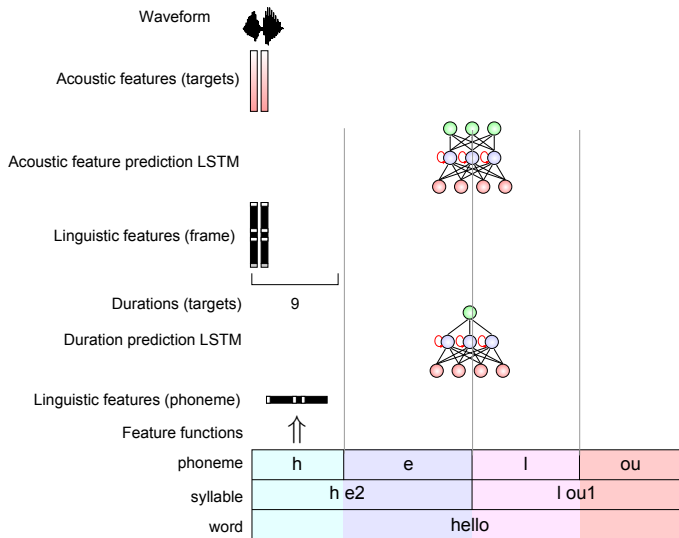 Waveform
Acoustic features (targets)
Acoustic feature prediction LSTM
Linguistic features (frame)
Durations (targets) 9
Duration prediction LSTM
Linguistic features (phoneme)
Feature functions
phoneme h e l ou
syllable h e2 l ou1
word hello